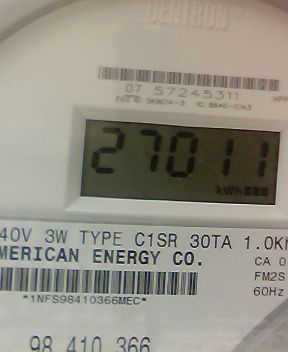 CENTRON
07 57245311
27011
kWh
40V 3W TYPE C1SR 30TA 1.0K
MERICAN ENERGY CO.
CA 0
FM2S
60Hz
*1NFS98410366MEC*
98 410 366